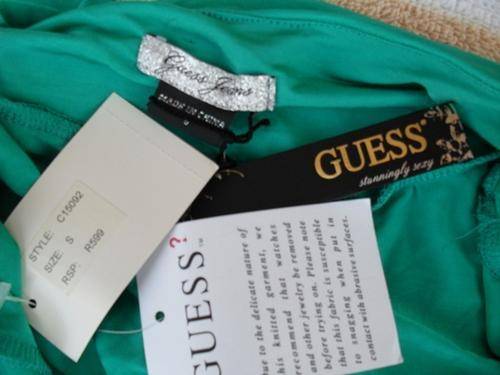 Guess Jeans
MADE IN CHINA
GUESS
stunningly sexy
STYLE: C15092
SIZE: S
RSP: R599
GUESS?
to the delicate nature of
this knitted garment, we
recommend that watches
and other jewelry be removed
before trying on. Please note
that this fabric is susceptible
to snagging when put in
contact with abrasive surfaces.